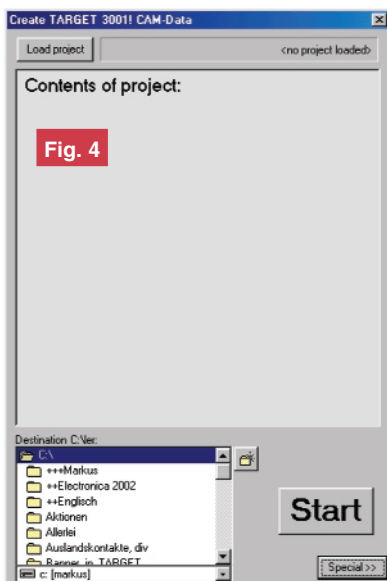 Create TARGET 3001! CAM-Data
Load project
<no project loaded>
Contents of project:
Fig. 4
Destination C:\/er:
C:\
+++Markus
++Electronica 2002
++Englisch
Aktionen
Allerlei
Auslandskontakte, div
Banner_in_TARGET
c: [markus]
Start
Special >>